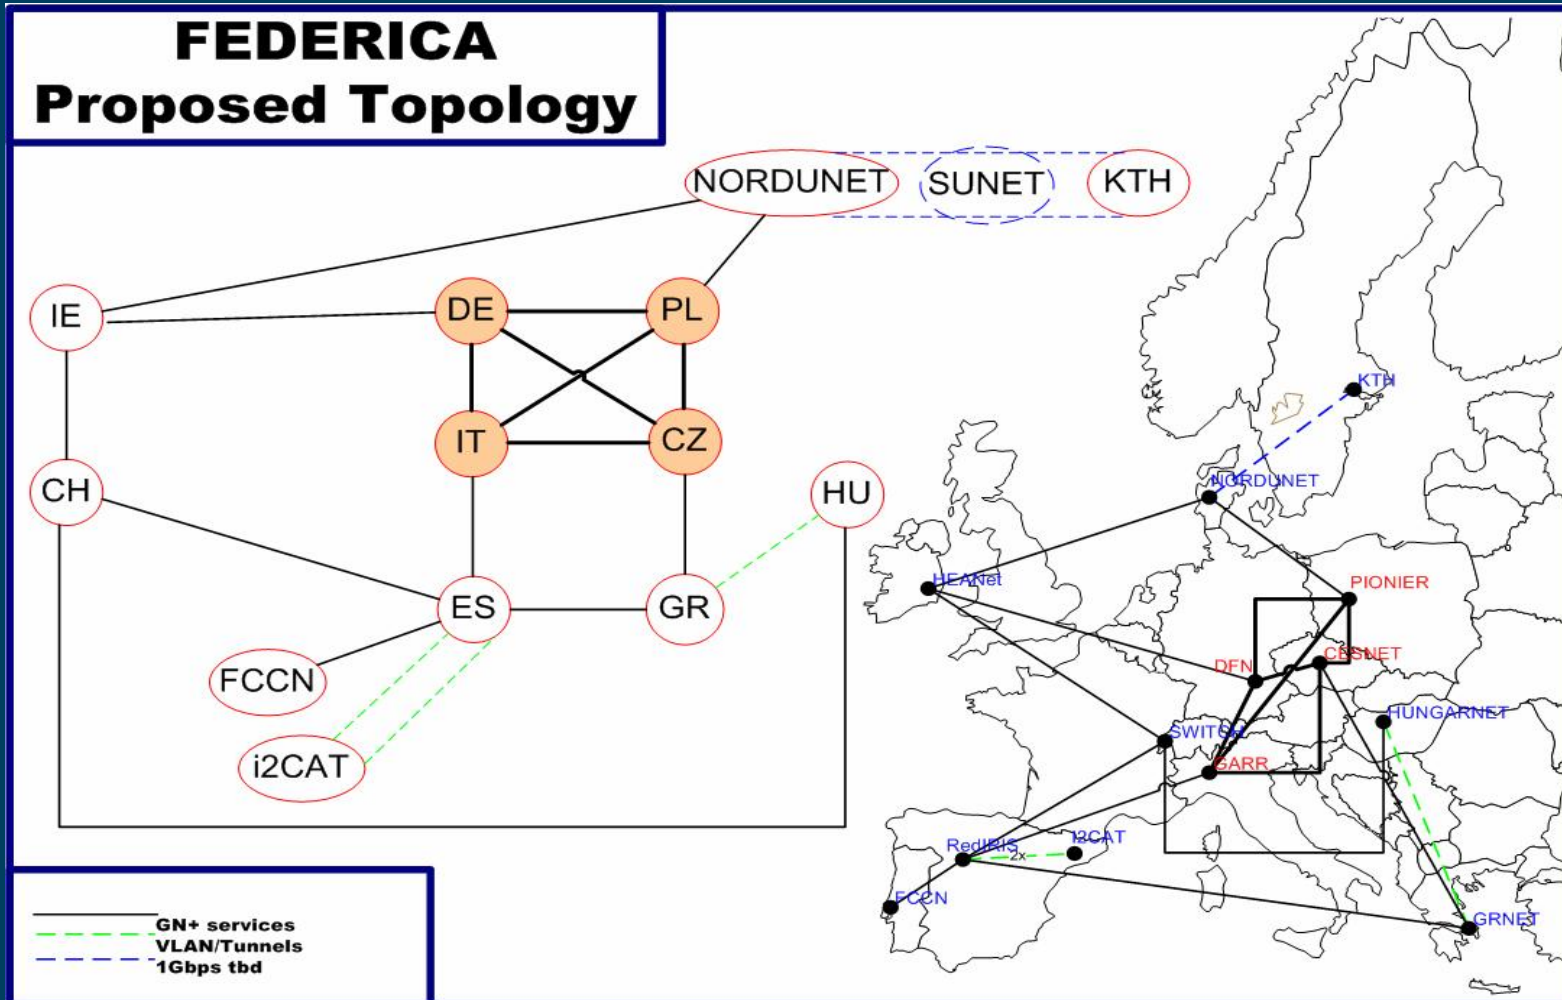 FEDERICA
Proposed Topology
NORDUNET
SUNET
KTH
IE
DE
PL
IT
CZ
CH
HU
ES
GR
FCCN
i2CAT
GN+ services
VLAN/Tunnels
1Gbps tbd
KTH
NORDUNET
HEANet
PIONIER
DFN
CESNET
HUNGARNET
SWITCH
GARR
RedIRIS
2x
I2CAT
FCCN
GRNET